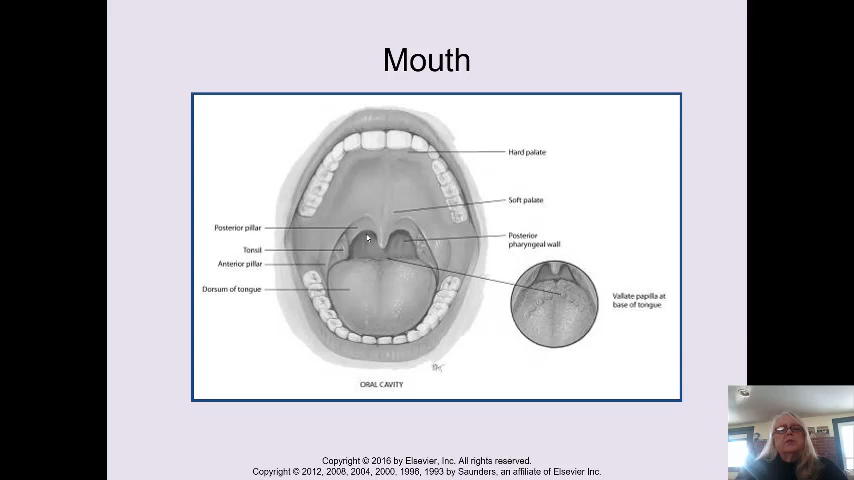 Mouth
Hard palate
Soft palate
Posterior pillar
Posterior
pharyngeal wall
Tonsil
Anterior pillar
Dorsum of tongue
Vallate papilla at
base of tongue
ORAL CAVITY
Copyright © 2016 by Elsevier, Inc. All rights reserved.
Copyright © 2012, 2008, 2004, 2000, 1996, 1993 by Saunders, an affiliate of Elsevier Inc.